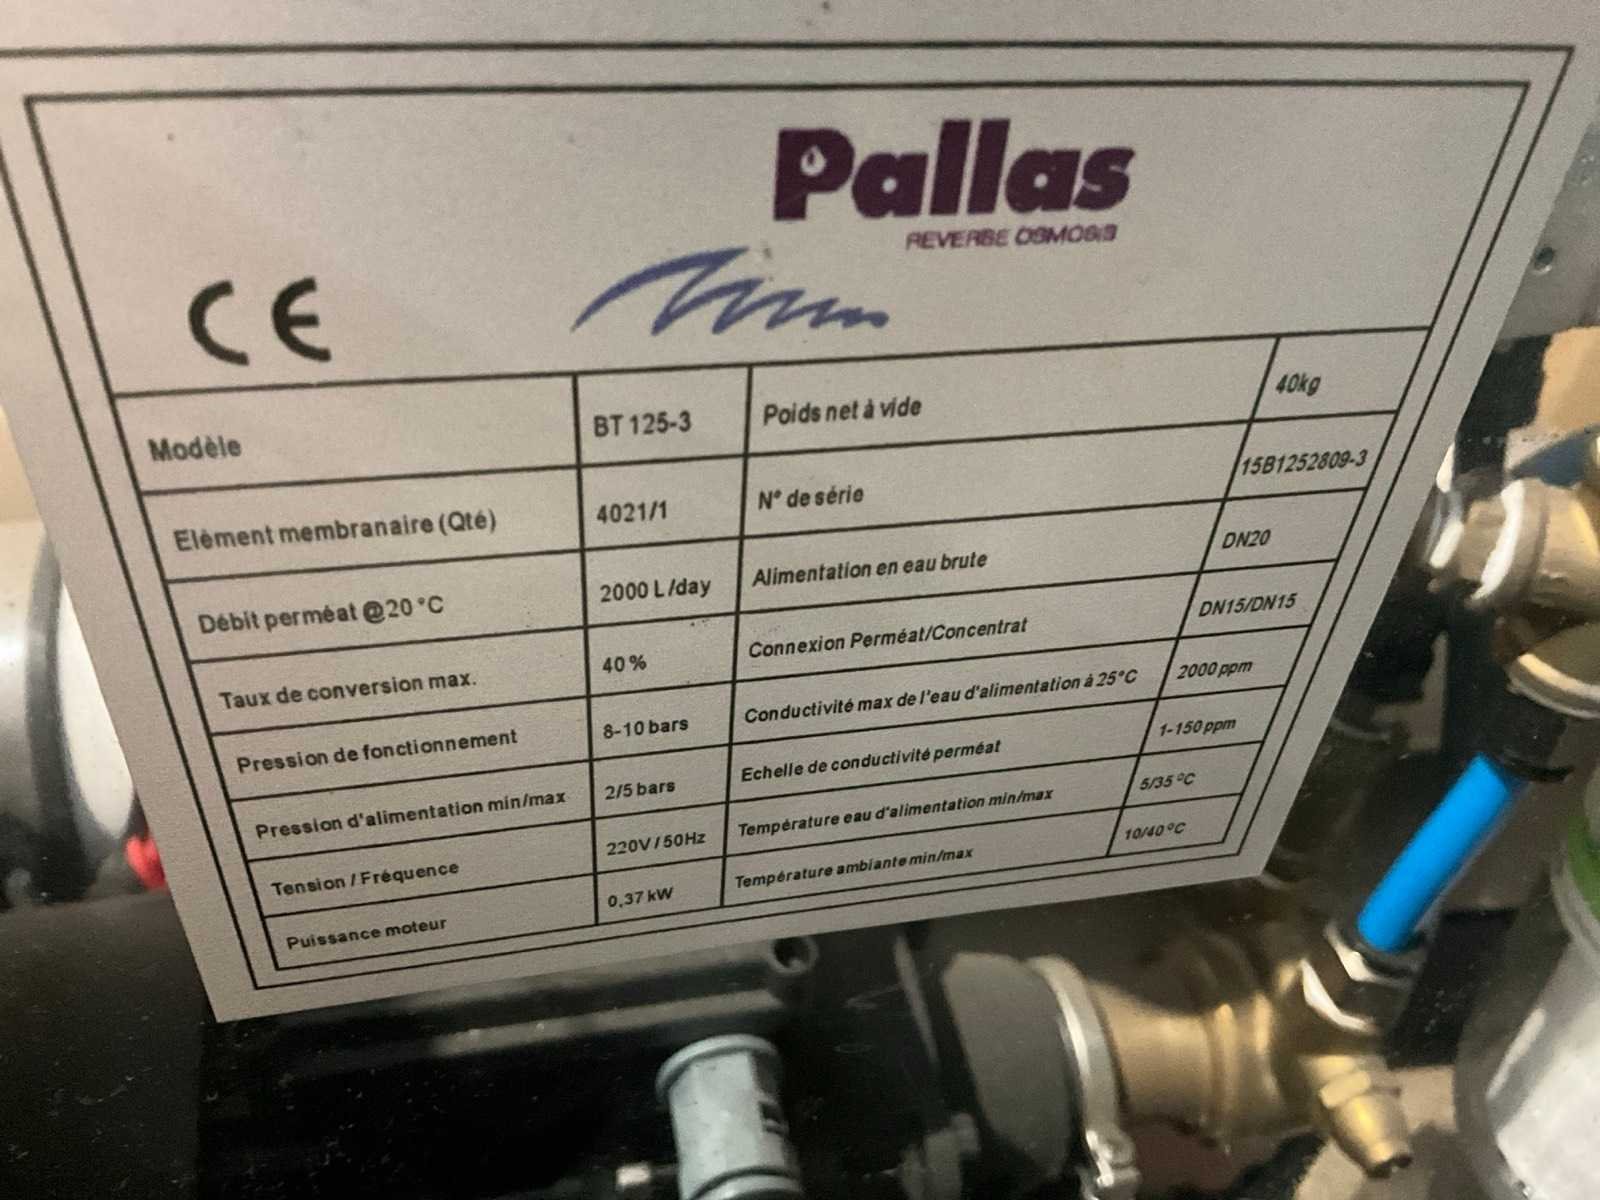 Pallas
REVERSE OSMOSIS
CE
Modèle BT 125-3 Poids net à vide 40kg
Elèment membranaire (Qté) 4021/1 N° de série 15B1252809-3
Débit perméat @20 °C 2000 L/day Alimentation en eau brute DN20
Taux de conversion max. 40 % Connexion Perméat/Concentrat DN15/DN15
Pression de fonctionnement 8-10 bars Conductivité max de l'eau d'alimentation à 25°C 2000 ppm
Pression d'alimentation min/max 2/5 bars Echelle de conductivité perméat 1-150 ppm
Tension / Fréquence 220V / 50Hz Température eau d'alimentation min/max 5/35 °C
Puissance moteur 0,37 kW Température ambiante min/max 10/40 °C